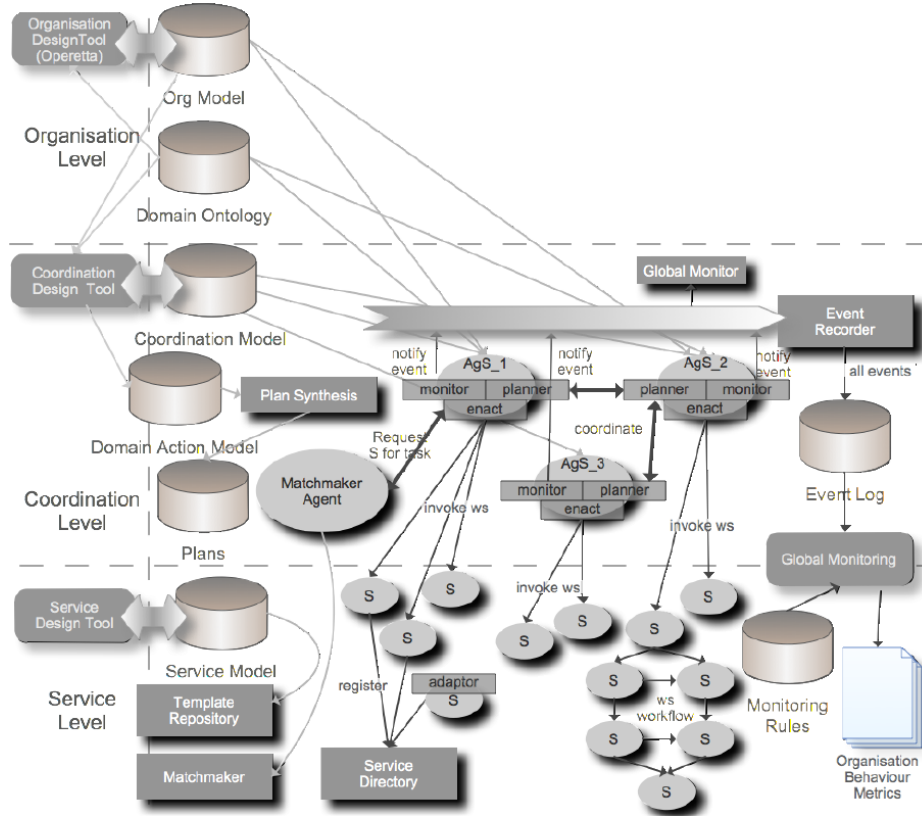 Organisation
DesignTool
(Operetta)
Org Model
Organisation
Level
Domain Ontology
Coordination
Design Tool
Coordination Model
Global Monitor
Event
Recorder
notify
event
AgS_1
notify
event
AgS_2
notify
event
all events
monitor
planner
enact
planner
monitor
enact
Plan Synthesis
Domain Action Model
Request
S for task
coordinate
AgS_3
monitor
planner
enact
Matchmaker
Agent
Event Log
Coordination
Level
Plans
invoke ws
invoke ws
Global Monitoring
invoke ws
Service
Design Tool
S
S
S
S
S
S
S
S
Service Model
Service
Level
Template
Repository
register
adaptor
S
S
S
ws
workflow
S
S
S
Monitoring
Rules
Matchmaker
Service
Directory
Organisation
Behaviour
Metrics